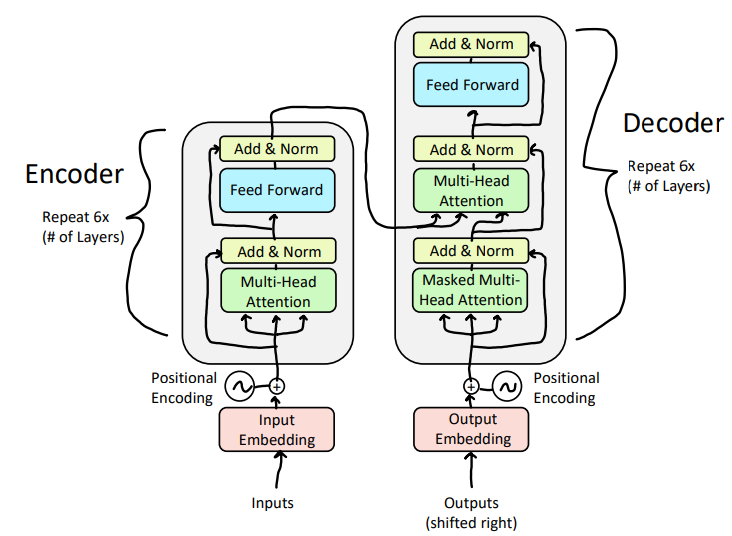 Encoder
Repeat 6x
(# of Layers)
Add & Norm
Feed Forward
Add & Norm
Multi-Head
Attention
Positional
Encoding
+
Input
Embedding
Inputs
Add & Norm
Feed Forward
Add & Norm
Multi-Head
Attention
Add & Norm
Masked Multi-
Head Attention
+
Positional
Encoding
Output
Embedding
Outputs
(shifted right)
Decoder
Repeat 6x
(# of Layers)